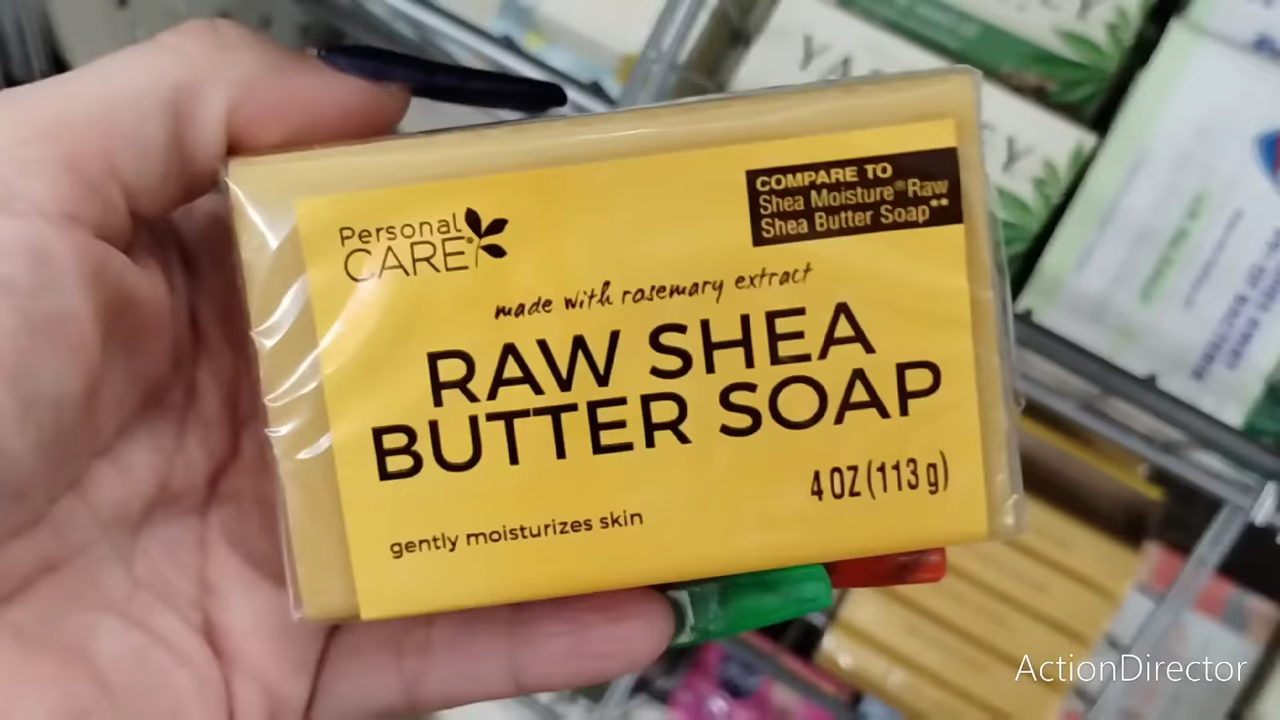 Personal
CARE®
COMPARE TO
Shea Moisture® Raw
Shea Butter Soap**
made with rosemary extract
RAW SHEA
BUTTER SOAP
4 OZ (113 g)
gently moisturizes skin
ActionDirector